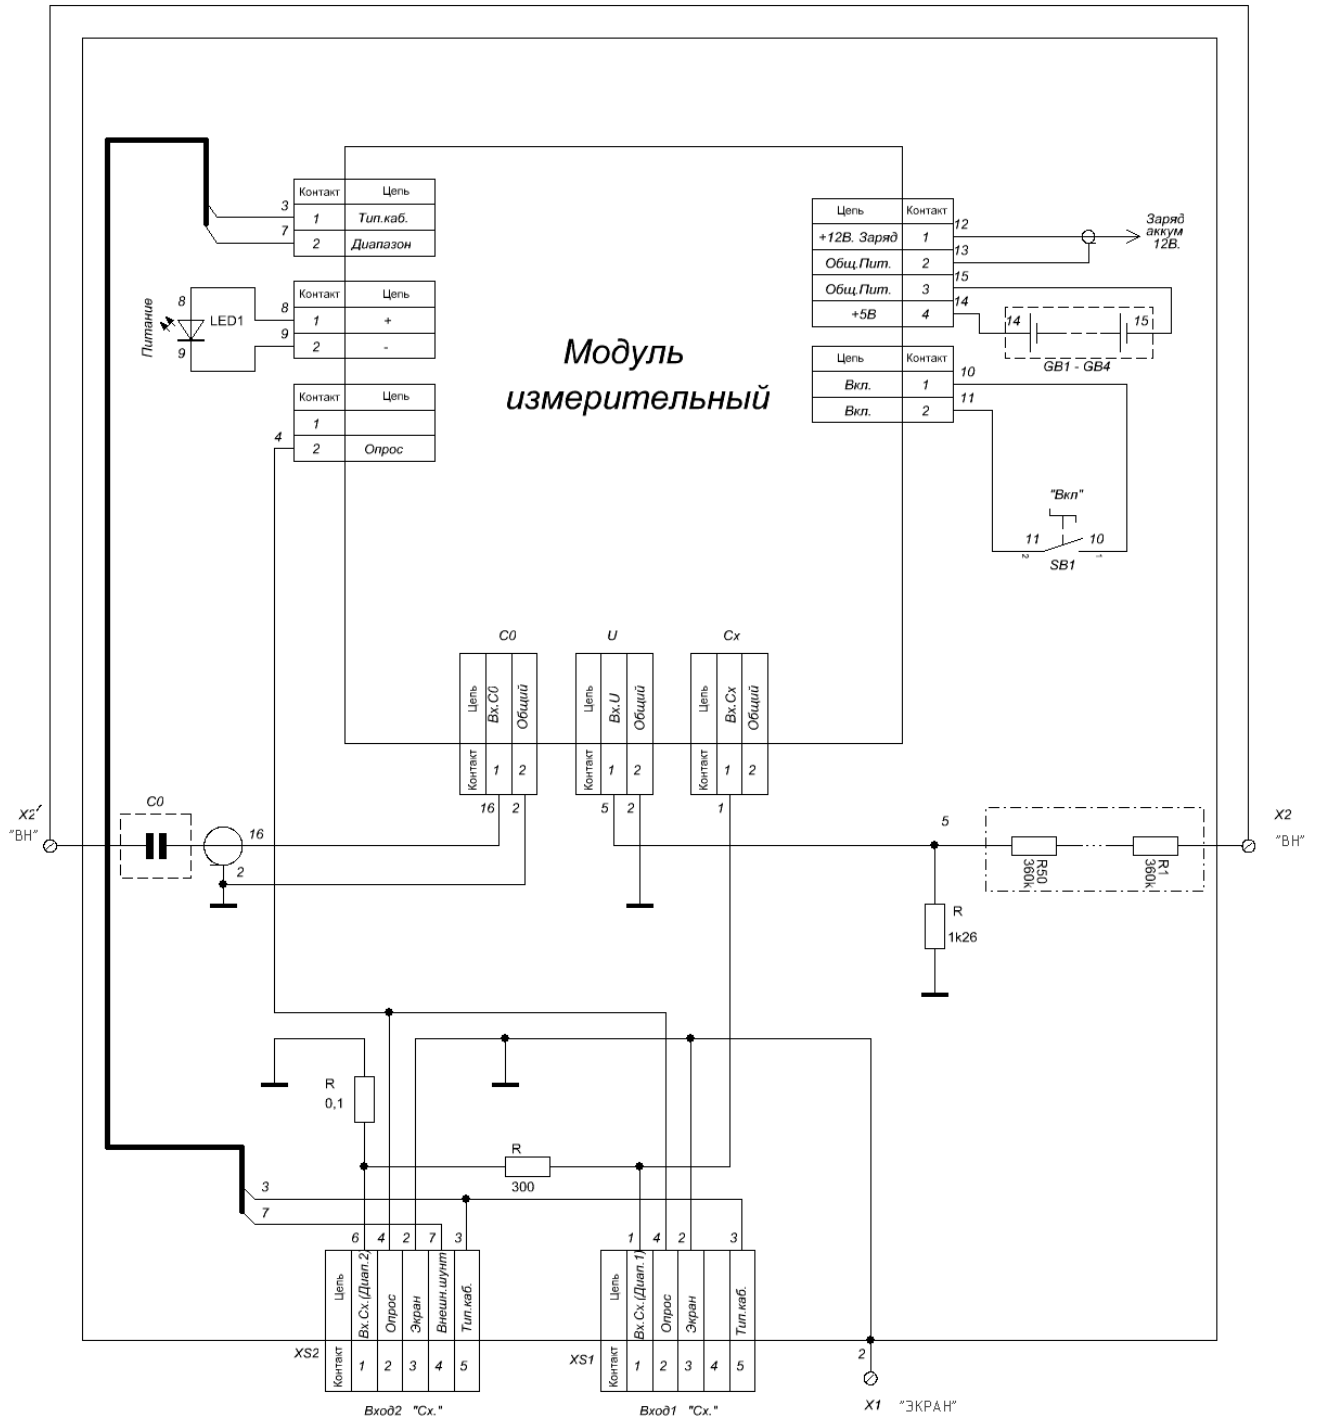 Контакт Цепь
3 1 Тип.каб.
7 2 Диапазон
Цепь Контакт
+12В. Заряд 1 12
Общ.Пит. 2 13
Общ.Пит. 3 15
+5В 4 14
Заряд
аккум
12В.
14 15
GB1 - GB4
Питание
8
LED1
9
Контакт Цепь
8 1 +
9 2 -
Модуль
измерительный
Цепь Контакт
Вкл. 1 10
Вкл. 2 11
Контакт Цепь
1
4 2 Опрос
"Вкл"
11 10
2 1
SB1
C0 U Cx
Цепь Вх.C0 Общий
Контакт 1 2
16 2
Цепь Вх.U Общий
Контакт 1 2
5 2
Цепь Вх.Cx Общий
Контакт 1 2
1
X2'
"ВН"
C0
16
2
5
R50
360k
R1
360k
X2
"ВН"
R
1k26
R
0,1
R
300
3
7
6 4 2 7 3
Цепь Вх.Сх.(Диап.2) Опрос Экран Внешн.шунт Тип.каб.
XS2
Контакт 1 2 3 4 5
Вход2 "Сх."
1 4 2 3
Цепь Вх.Сх.(Диап.1) Опрос Экран Тип.каб.
XS1
Контакт 1 2 3 4 5
Вход1 "Сх."
2
X1 "ЭКРАН"